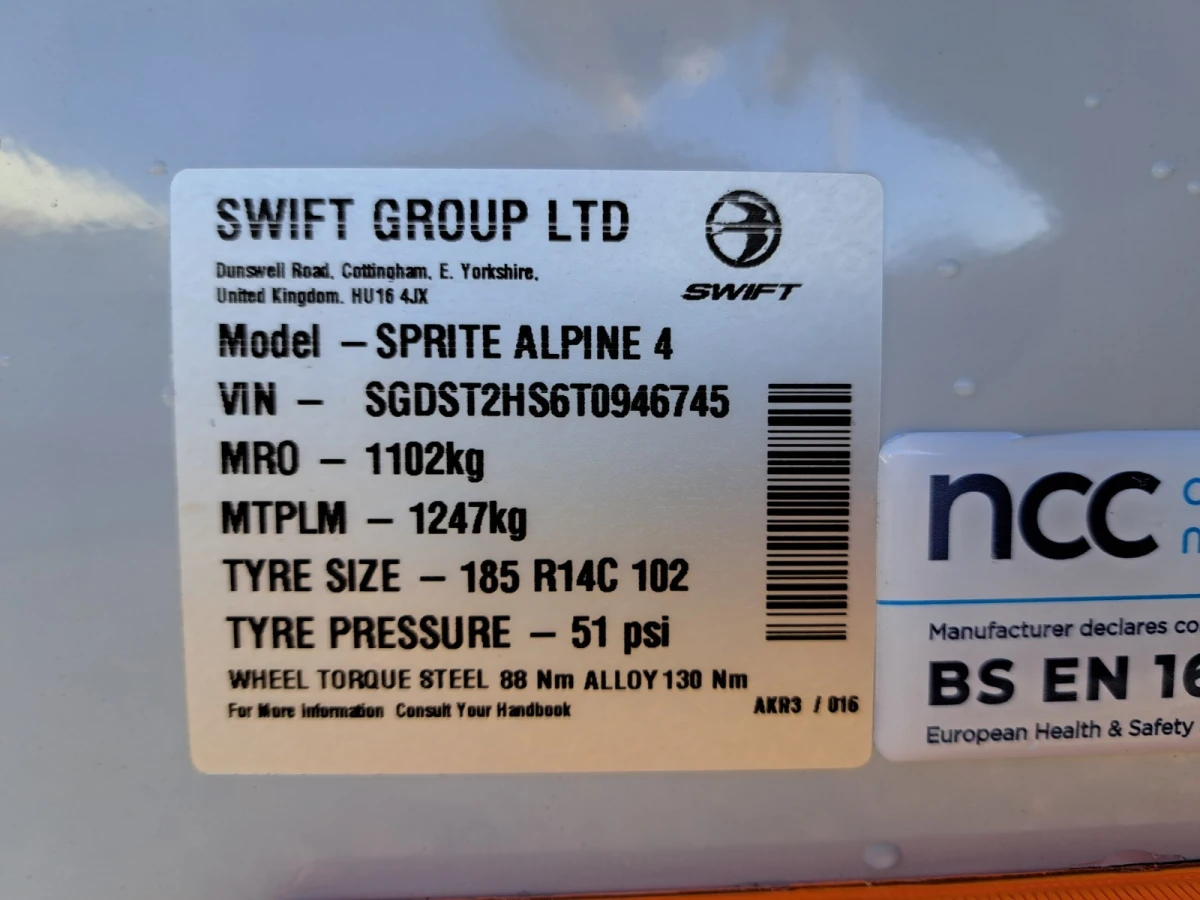 SWIFT GROUP LTD
Dunswell Road, Cottingham, E. Yorkshire,
United Kingdom. HU16 4JX
SWIFT
Model – SPRITE ALPINE 4
VIN – SGDST2HS6T0946745
MRO – 1102kg
MTPLM – 1247kg
TYRE SIZE – 185 R14C 102
TYRE PRESSURE – 51 psi
WHEEL TORQUE STEEL 88 Nm ALLOY 130 Nm
For More Information Consult Your Handbook
AKR3 / 016
ncc
Manufacturer declares co
BS EN 16
European Health & Safety